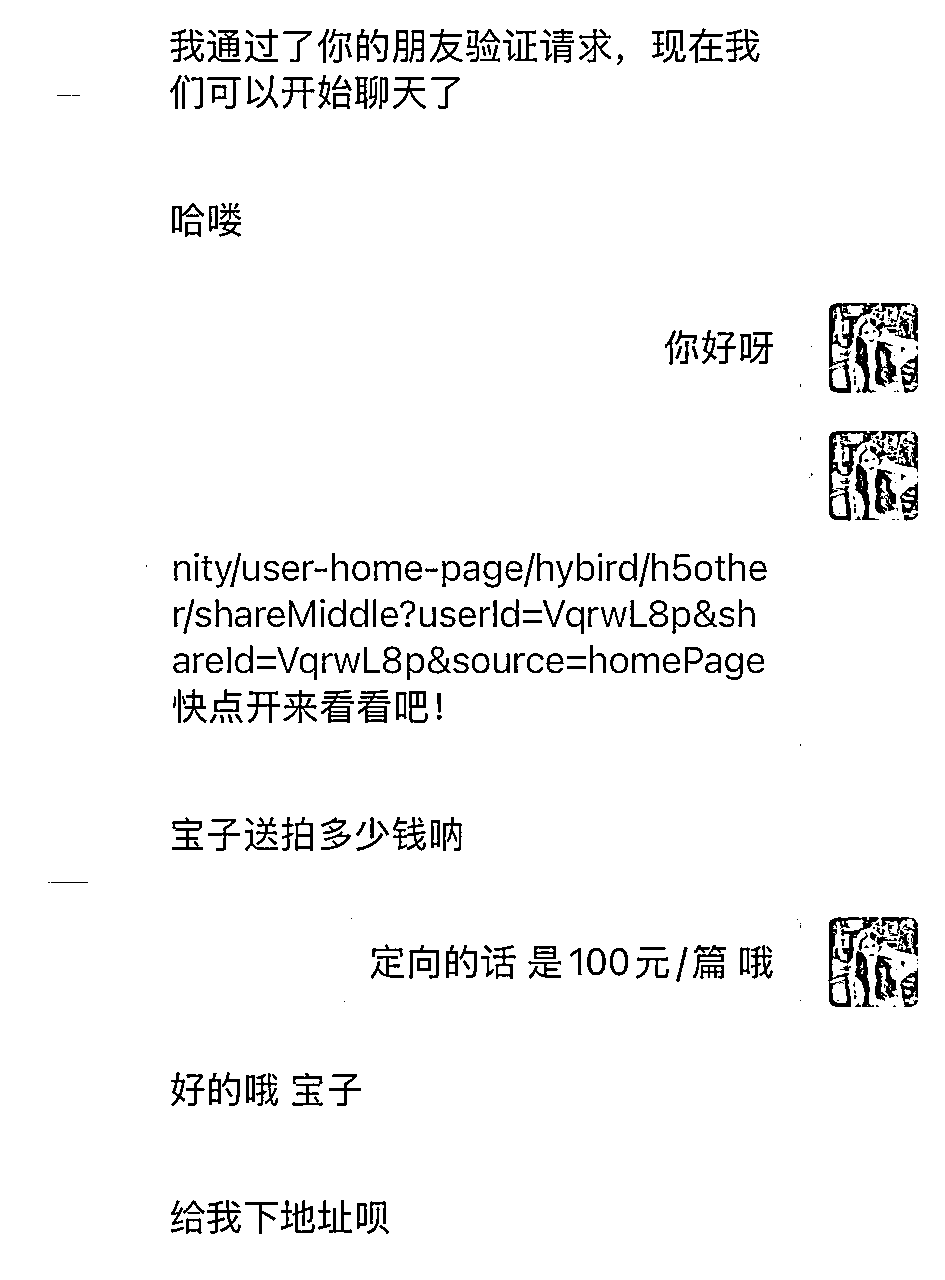 我通过了你的朋友验证请求，现在我
们可以开始聊天了
哈喽
你好呀
nity/user-home-page/hybird/h5othe
r/shareMiddle?userId=VqrwL8p&sh
areId=VqrwL8p&source=homePage
快点开来看看吧！
宝子送拍多少钱呐
定向的话 是100元/篇 哦
好的哦 宝子
给我下地址呗